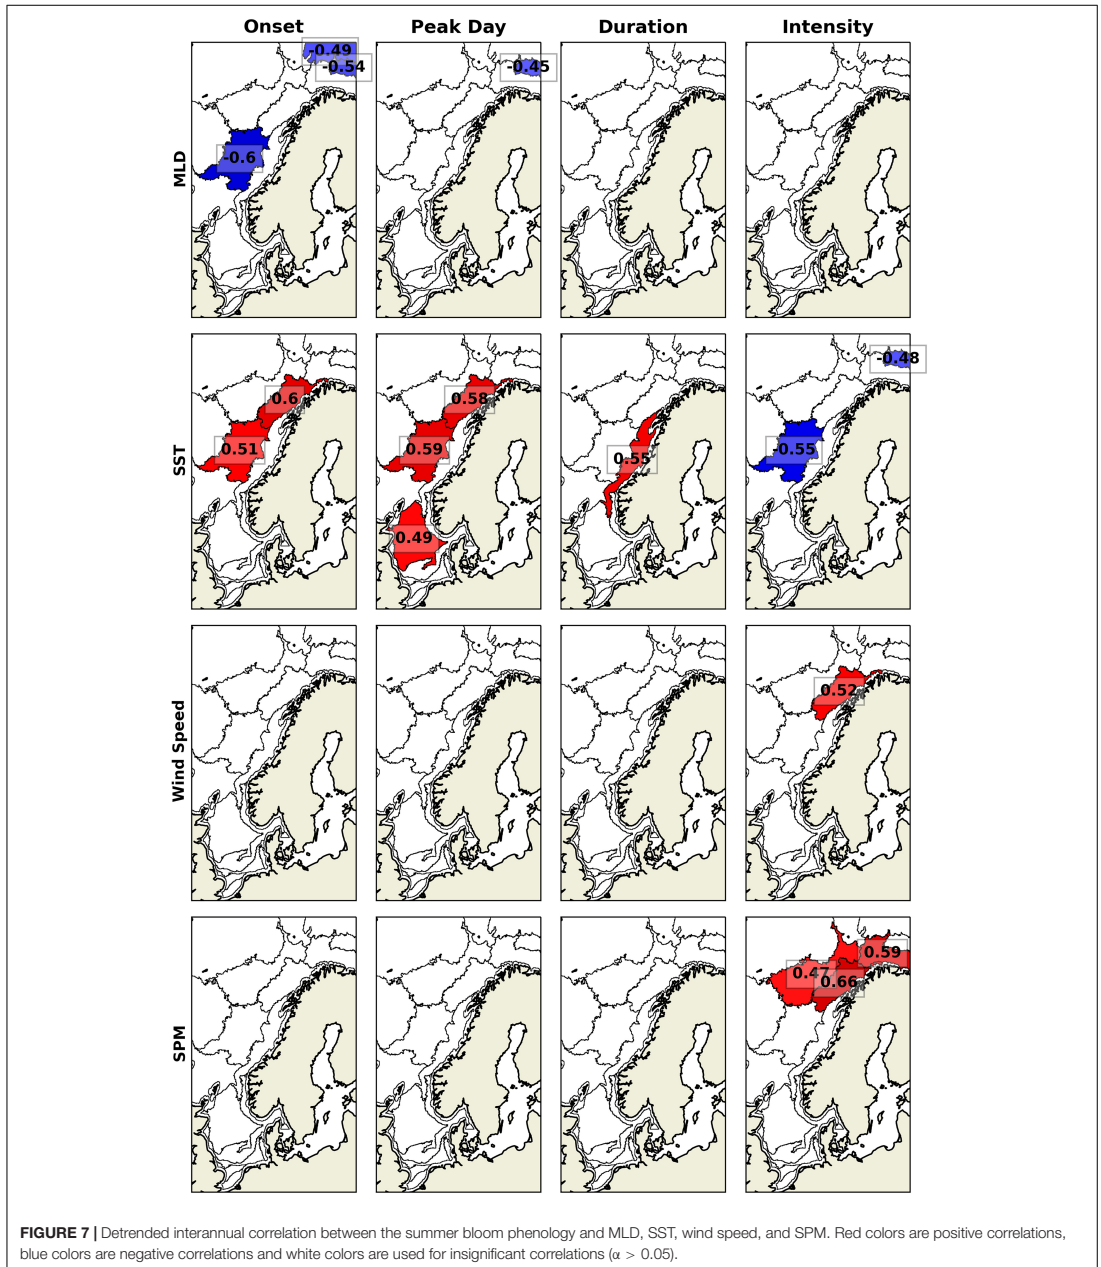 Onset Peak Day Duration Intensity
MLD
-0.49
-0.54
-0.6
-0.45
SST
0.6
0.51
0.58
0.59
0.49
0.55
-0.48
-0.55
Wind Speed
0.52
SPM
0.59
0.47
0.66
FIGURE 7 | Detrended interannual correlation between the summer bloom phenology and MLD, SST, wind speed, and SPM. Red colors are positive correlations,
blue colors are negative correlations and white colors are used for insignificant correlations (α > 0.05).